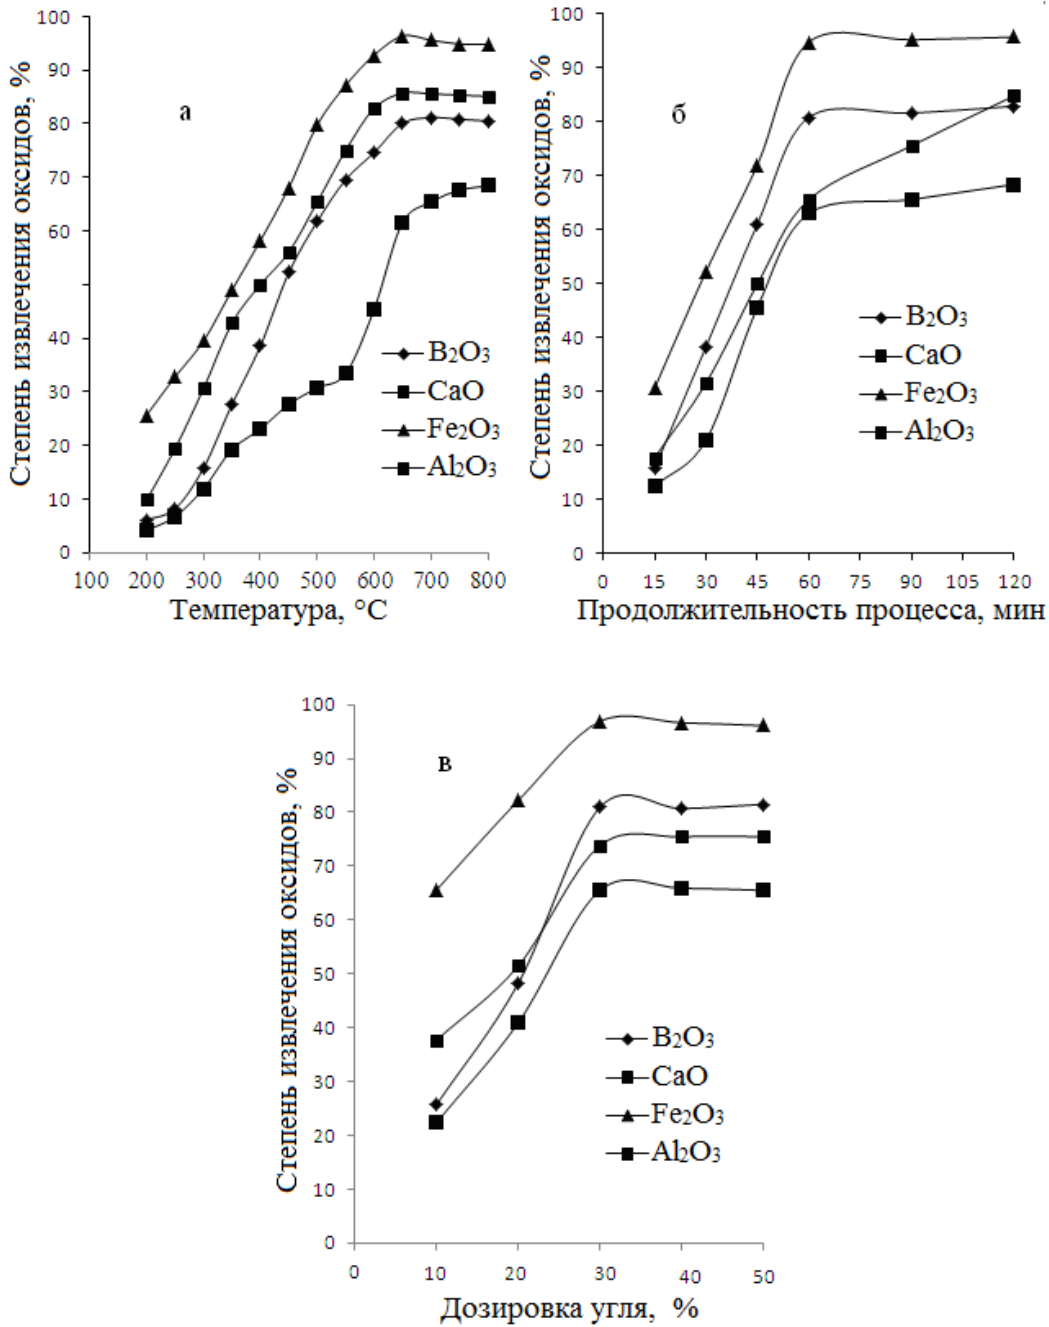 Степень извлечения оксидов, %
100
90
80
70
60
40
30
20
10
0
а
B₂O₃
CaO
Fe₂O₃
Al₂O₃
100 200 300 400 500 600 700 800
Температура, °С
Степень извлечения оксидов, %
100
90
80
70
60
50
40
30
20
10
0
б
B₂O₃
CaO
Fe₂O₃
Al₂O₃
0 15 30 45 60 75 90 105 120
Продолжительность процесса, мин
Степень извлечения оксидов, %
100
90
80
70
60
50
40
30
20
10
0
в
B₂O₃
CaO
Fe₂O₃
Al₂O₃
0 10 20 30 40 50
Дозировка угля, %